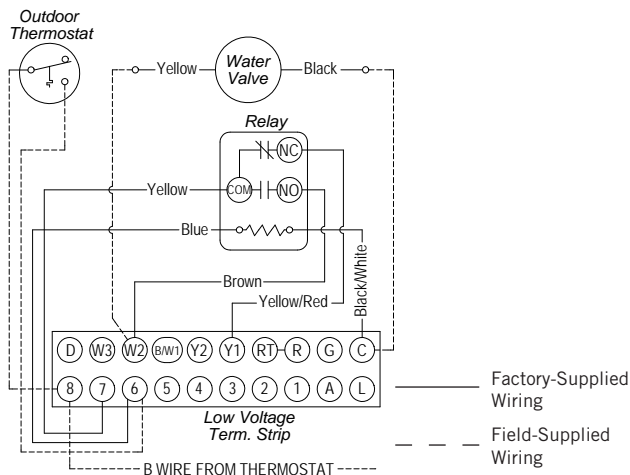 Outdoor
Thermostat
Yellow
Water
Valve
Black
Relay
NC
Yellow
COM
NO
Blue
Brown
Yellow/Red
Black/White
D W3 W2 B/W1 Y2 Y1 RT R G C
8 7 6 5 4 3 2 1 A L
Low Voltage
Term. Strip
B WIRE FROM THERMOSTAT
Factory-Supplied
Wiring
Field-Supplied
Wiring